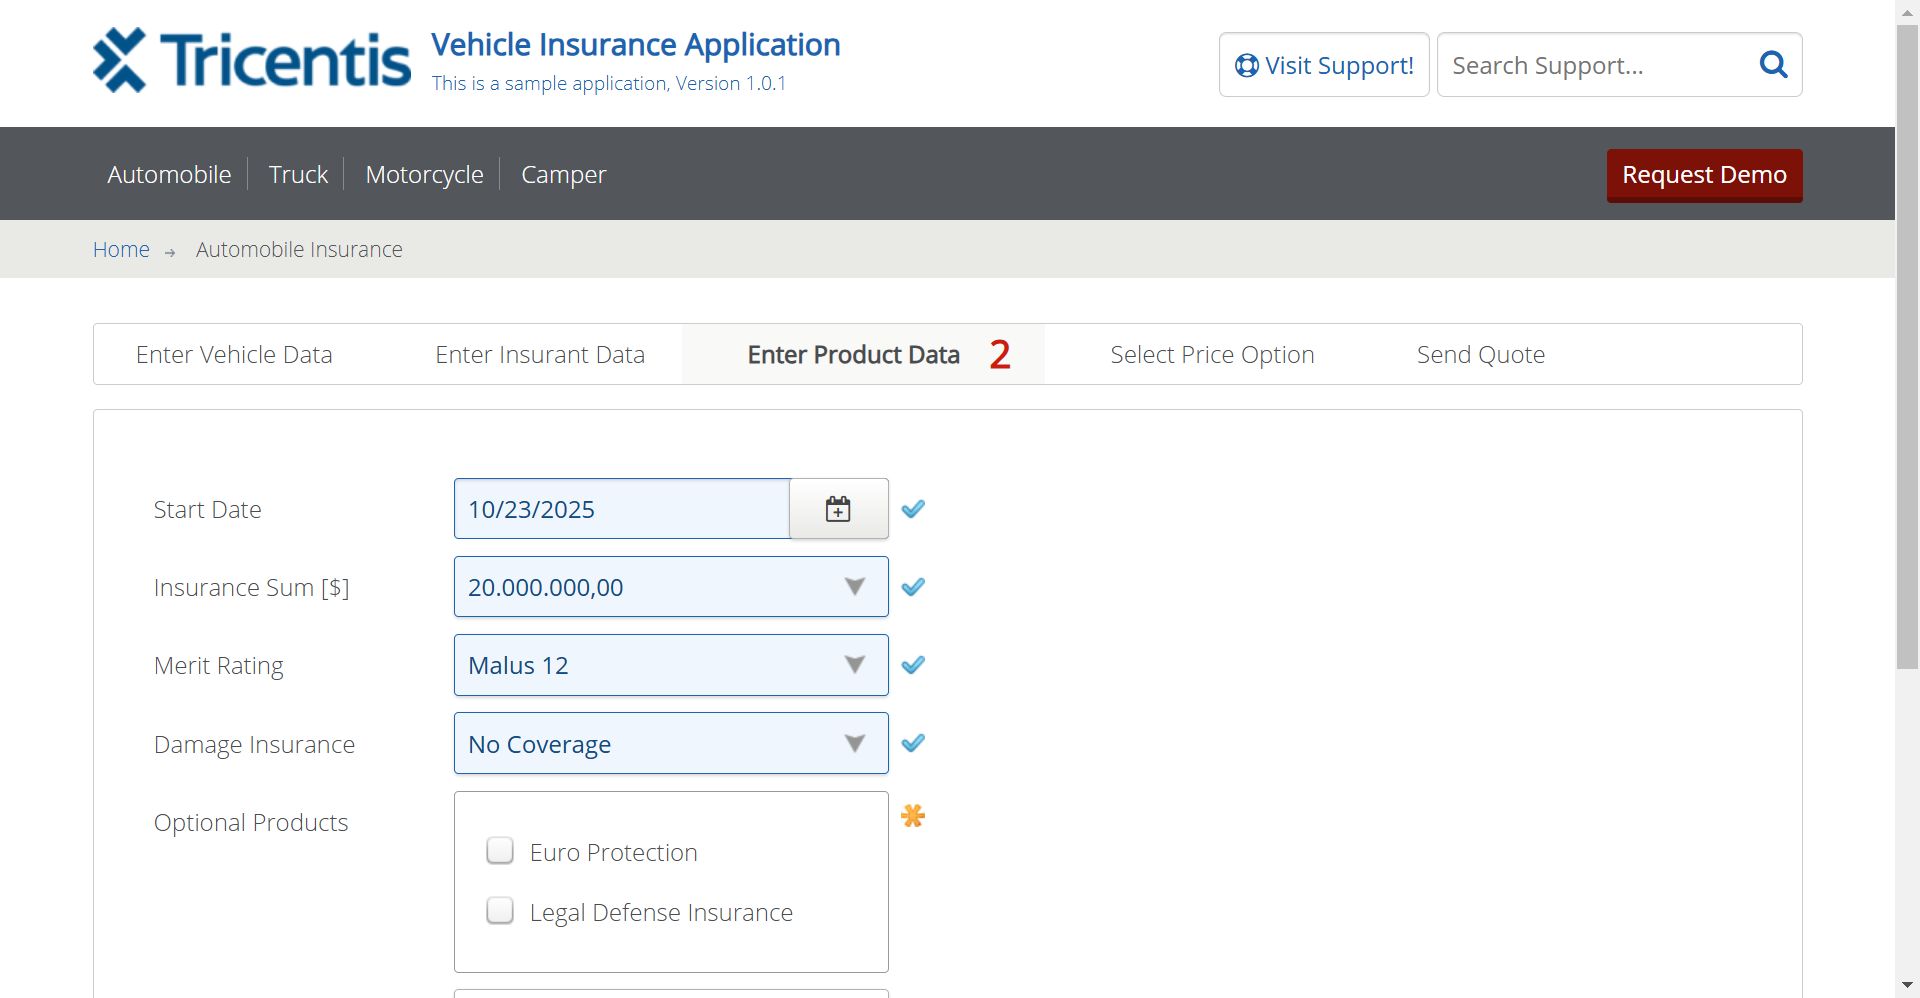 Tricentis
Vehicle Insurance Application
This is a sample application, Version 1.0.1
Visit Support!
Search Support...
Automobile
Truck
Motorcycle
Camper
Request Demo
Home
Automobile Insurance
Enter Vehicle Data
Enter Insurant Data
Enter Product Data 2
Select Price Option
Send Quote
Start Date
10/23/2025
Insurance Sum [$]
20.000.000,00
Merit Rating
Malus 12
Damage Insurance
No Coverage
Optional Products
Euro Protection
Legal Defense Insurance